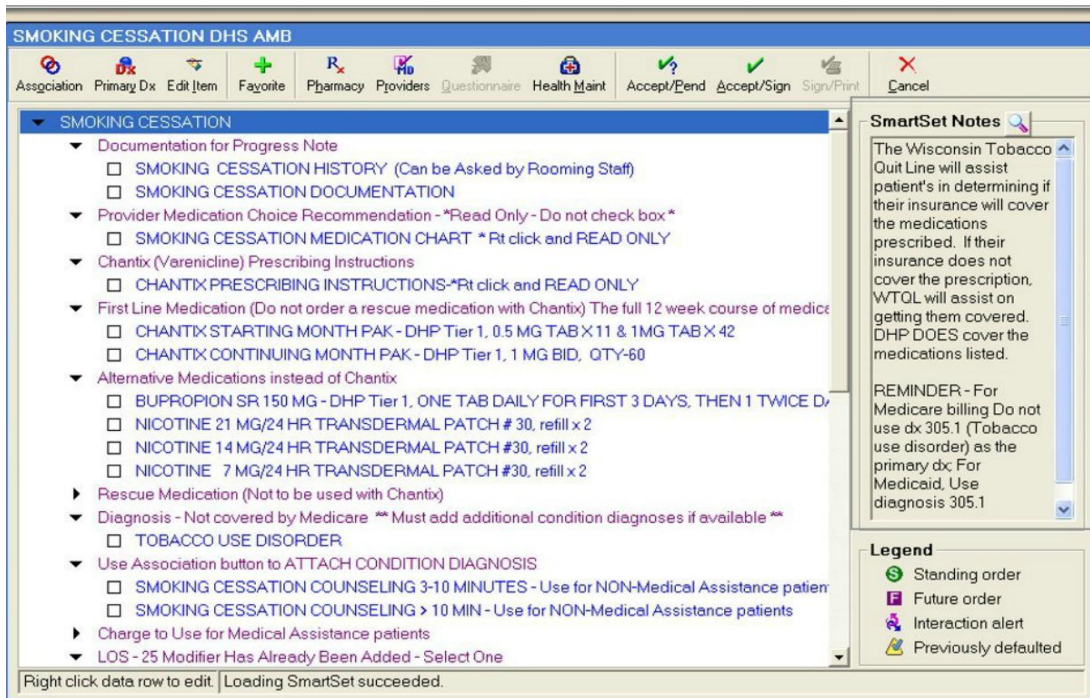 SMOKING CESSATION DHS AMB
Association Primary Dx Edit Item Favorite Pharmacy Providers Questionnaire Health Maint Accept/Pend Accept/Sign Sign/Print Cancel
SMOKING CESSATION
Documentation for Progress Note
SMOKING CESSATION HISTORY (Can be Asked by Rooming Staff)
SMOKING CESSATION DOCUMENTATION
Provider Medication Choice Recommendation - *Read Only - Do not check box *
SMOKING CESSATION MEDICATION CHART * Rt click and READ ONLY
Chantix (Varenicline) Prescribing Instructions
CHANTIX PRESCRIBING INSTRUCTIONS-*Rt click and READ ONLY
First Line Medication (Do not order a rescue medication with Chantix) The full 12 week course of medica
CHANTIX STARTING MONTH PAK - DHP Tier 1, 0.5 MG TAB X 11 & 1MG TAB X 42
CHANTIX CONTINUING MONTH PAK - DHP Tier 1, 1 MG BID, QTY-60
Alternative Medications instead of Chantix
BUPROPION SR 150 MG - DHP Tier 1, ONE TAB DAILY FOR FIRST 3 DAYS, THEN 1 TWICE DA
NICOTINE 21 MG/24 HR TRANSDERMAL PATCH # 30, refill x 2
NICOTINE 14 MG/24 HR TRANSDERMAL PATCH #30, refill x 2
NICOTINE 7 MG/24 HR TRANSDERMAL PATCH #30, refill x 2
Rescue Medication (Not to be used with Chantix)
Diagnosis - Not covered by Medicare ** Must add additional condition diagnoses if available **
TOBACCO USE DISORDER
Use Association button to ATTACH CONDITION DIAGNOSIS
SMOKING CESSATION COUNSELING 3-10 MINUTES - Use for NON-Medical Assistance patien
SMOKING CESSATION COUNSELING > 10 MIN - Use for NON-Medical Assistance patients
Charge to Use for Medical Assistance patients
LOS - 25 Modifier Has Already Been Added - Select One
Right click data row to edit. Loading SmartSet succeeded.
SmartSet Notes
The Wisconsin Tobacco
Quit Line will assist
patient's in determining if
their insurance will cover
the medications
prescribed. If their
insurance does not
cover the prescription,
WTQL will assist on
getting them covered.
DHP DOES cover the
medications listed.
REMINDER - For
Medicare billing Do not
use dx 305.1 (Tobacco
use disorder) as the
primary dx; For
Medicaid, Use
diagnosis 305.1
Legend
S Standing order
F Future order
Interaction alert
Previously defaulted